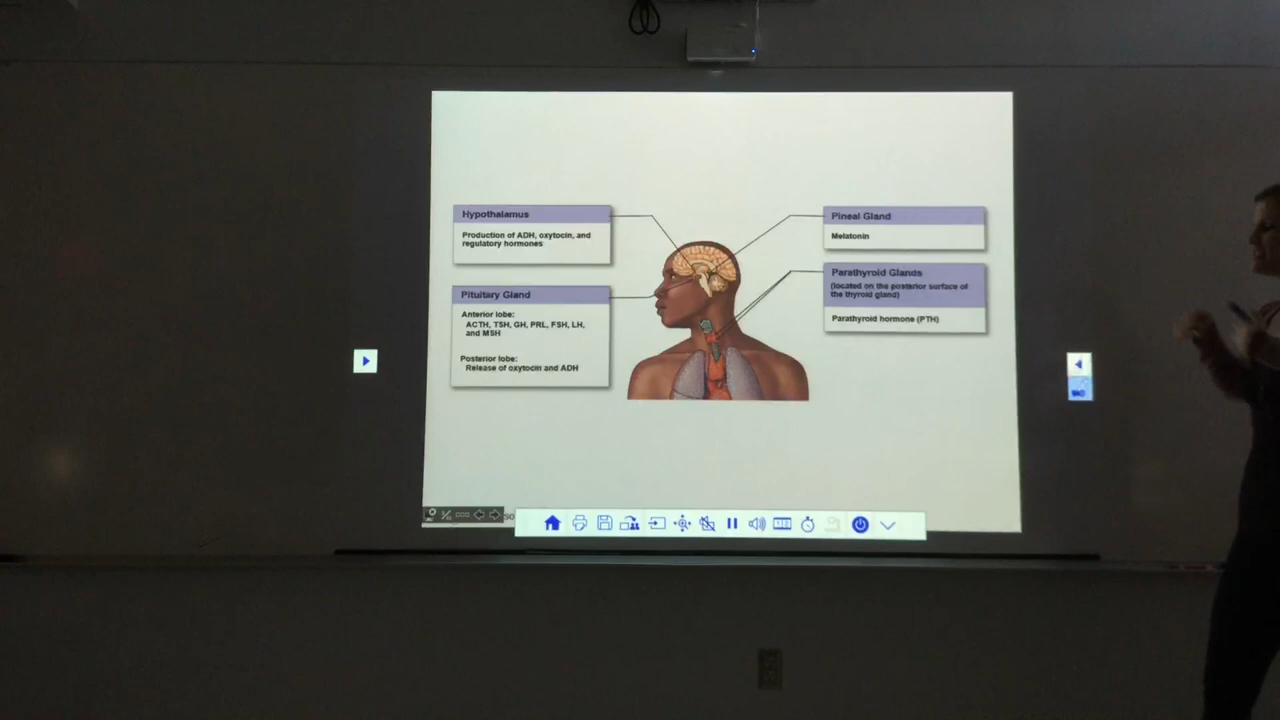 Hypothalamus
Production of ADH, oxytocin, and
regulatory hormones
Pituitary Gland
Anterior lobe:
ACTH, TSH, GH, PRL, FSH, LH,
and MSH
Posterior lobe:
Release of oxytocin and ADH
Pineal Gland
Melatonin
Parathyroid Glands
(located on the posterior surface of
the thyroid gland)
Parathyroid hormone (PTH)